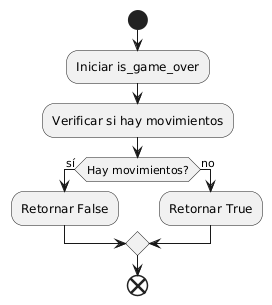 Iniciar is_game_over
Verificar si hay movimientos
sí
Hay movimientos?
no
Retornar False
Retornar True